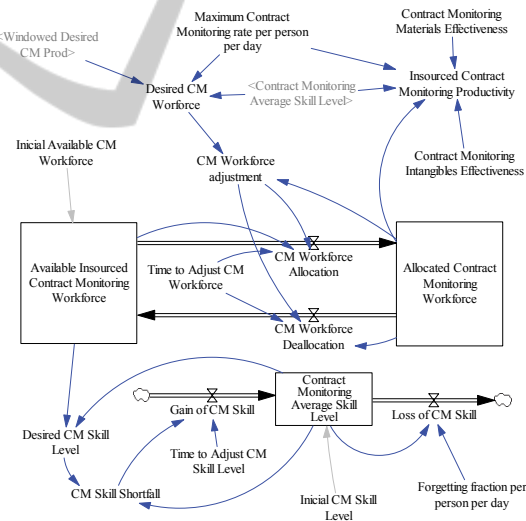 Maximum Contract
Monitoring rate per person
per day
Contract Monitoring
Materials Effectiveness
<Windowed Desired
CM Prod>
Desired CM
Worforce
<Contract Monitoring
Average Skill Level>
Insourced Contract
Monitoring Productivity
Inicial Available CM
Workforce
CM Workforce
adjustment
Contract Monitoring
Intangibles Effectiveness
Available Insourced
Contract Monitoring
Workforce
Time to Adjust CM
Workforce
CM Workforce
Allocation
Allocated Contract
Monitoring
Workforce
CM Workforce
Deallocation
Contract
Monitoring
Average Skill
Level
Gain of CM Skill
Loss of CM Skill
Desired CM Skill
Level
Time to Adjust CM
Skill Level
CM Skill Shortfall
Inicial CM Skill
Level
Forgetting fraction per
person per day